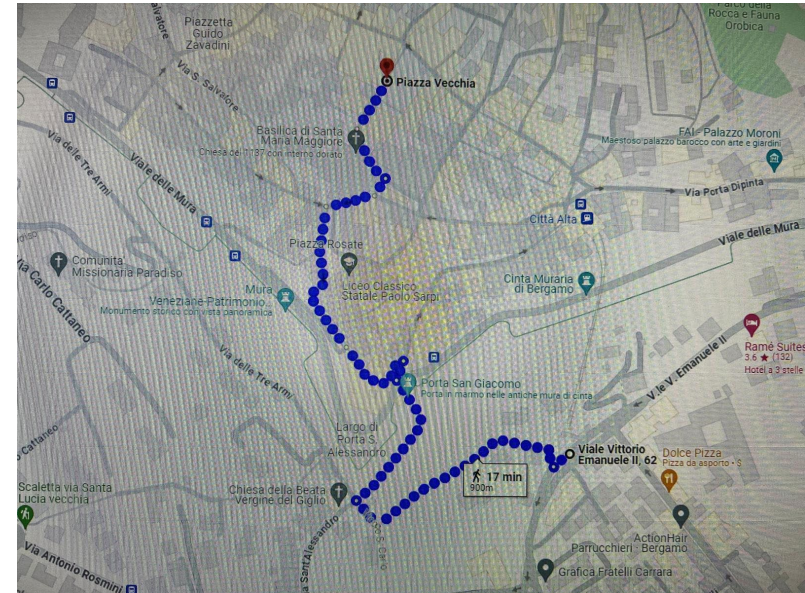 Parco della
Rocca e Fauna
Orobica
Piazzetta
Guido
Zavadini
Salvatore
Via S. Salvatore
Piazza Vecchia
Basilica di Santa
Maria Maggiore
Chiesa del 1137 con interno dorato
FAI - Palazzo Moroni
Maestoso palazzo barocco con arte e giardini
Via delle Tre Armi
Viale delle Mura
Via Porta Dipinta
Città Alta
Viale delle Mura
Piazza Rosate
Comunità
Missionaria Paradiso
Liceo Classico
Statale Paolo Sarpi
Cinta Muraria
di Bergamo
Mura
Veneziane-Patrimonio...
Monumento storico con vista panoramica
Via Carlo Cattaneo
Ramé Suites
3.6 ★ (132)
Hotel a 3 stelle
V.le V. Emanuele II
Via delle Tre Armi
Porta San Giacomo
Porta in marmo nelle antiche mura di cinta
Largo di
Porta S.
Alessandro
Cattaneo
Viale Vittorio
Emanuele II, 62
Dolce Pizza
Pizza da asporto • $
17 min
900m
Scaletta via Santa
Lucia vecchia
Chiesa della Beata
Vergine del Giglio
Sant'Alessandro
ActionHair
Parrucchieri - Bergamo
Via Antonio Rosmini
Grafica Fratelli Carrara